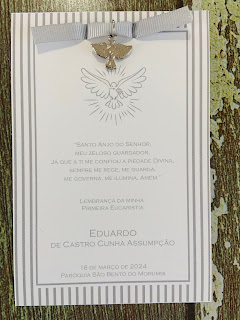 "Santo Anjo do Senhor,
meu zeloso guardador,
já que a ti me confiou a piedade Divina,
sempre me rege, me guarda,
me governa, me ilumina, Amém."
Lembrança da minha
Primeira Eucaristia
Eduardo
de Castro Cunha Assumpção
16 de março de 2024
Paróquia São Bento do Morumbi